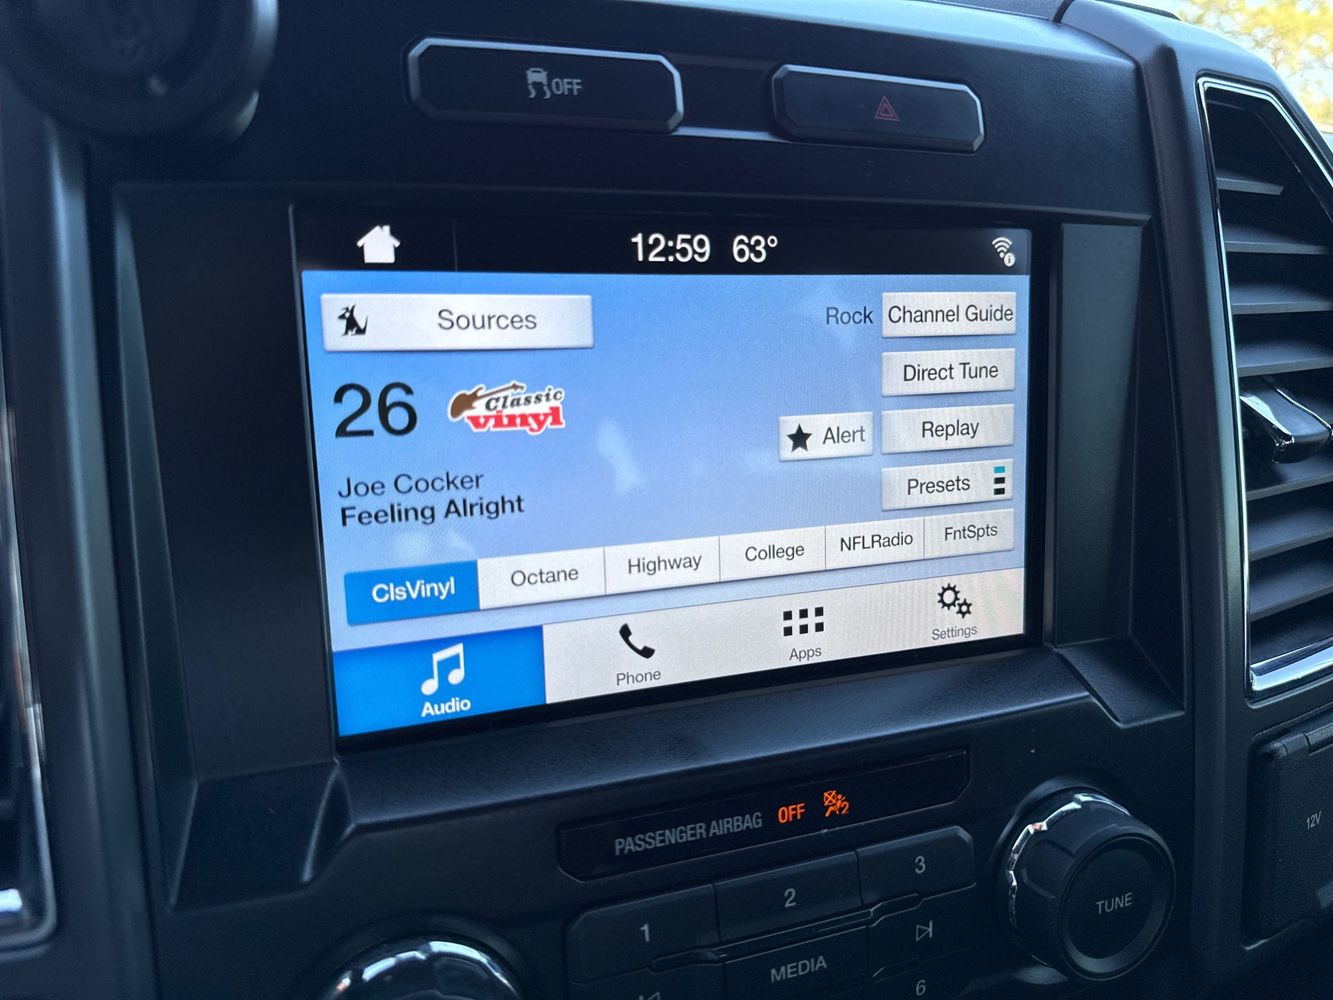 OFF
12:59 63°
Sources
Rock
Channel Guide
Direct Tune
26
Classic
vinyl
Alert
Replay
Presets
Joe Cocker
Feeling Alright
ClsVinyl
Octane
Highway
College
NFLRadio
FntSpts
Audio
Phone
Apps
Settings
PASSENGER AIRBAG OFF 2
1
2
3
MEDIA
6
TUNE
12V